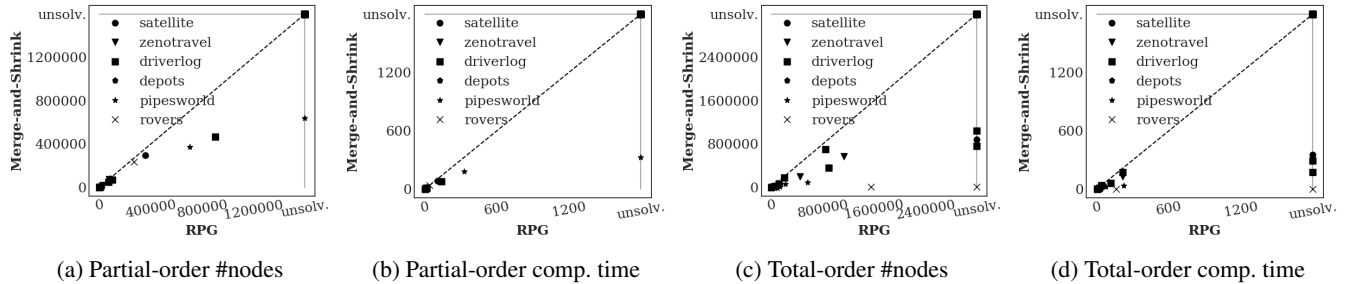 unsolv.
1200000
800000
400000
0
Merge-and-Shrink
satellite
zenotravel
driverlog
depots
pipesworld
rovers
0
400000
800000
1200000
unsolv.
RPG
(a) Partial-order #nodes
unsolv.
1200
600
0
Merge-and-Shrink
satellite
zenotravel
driverlog
depots
pipesworld
rovers
0
600
1200
unsolv.
RPG
(b) Partial-order comp. time
unsolv.
2400000
1600000
800000
0
Merge-and-Shrink
satellite
zenotravel
driverlog
depots
pipesworld
rovers
0
800000
1600000
2400000
unsolv.
RPG
(c) Total-order #nodes
unsolv.
1200
600
0
Merge-and-Shrink
satellite
zenotravel
driverlog
depots
pipesworld
rovers
0
600
1200
unsolv.
RPG
(d) Total-order comp. time